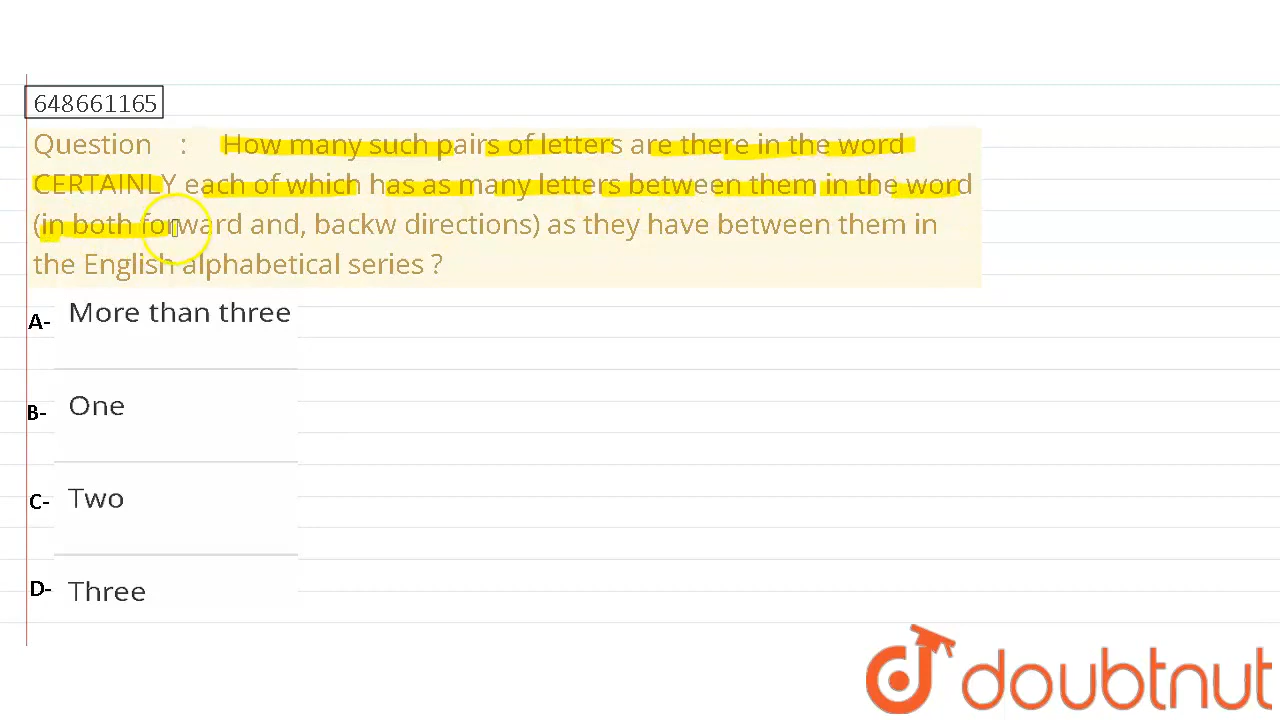 648661165
Question : How many such pairs of letters are there in the word
CERTAINLY each of which has as many letters between them in the word
(in both forward and, backw directions) as they have between them in
the English alphabetical series ?
A- More than three
B- One
C- Two
D- Three
doubtnut